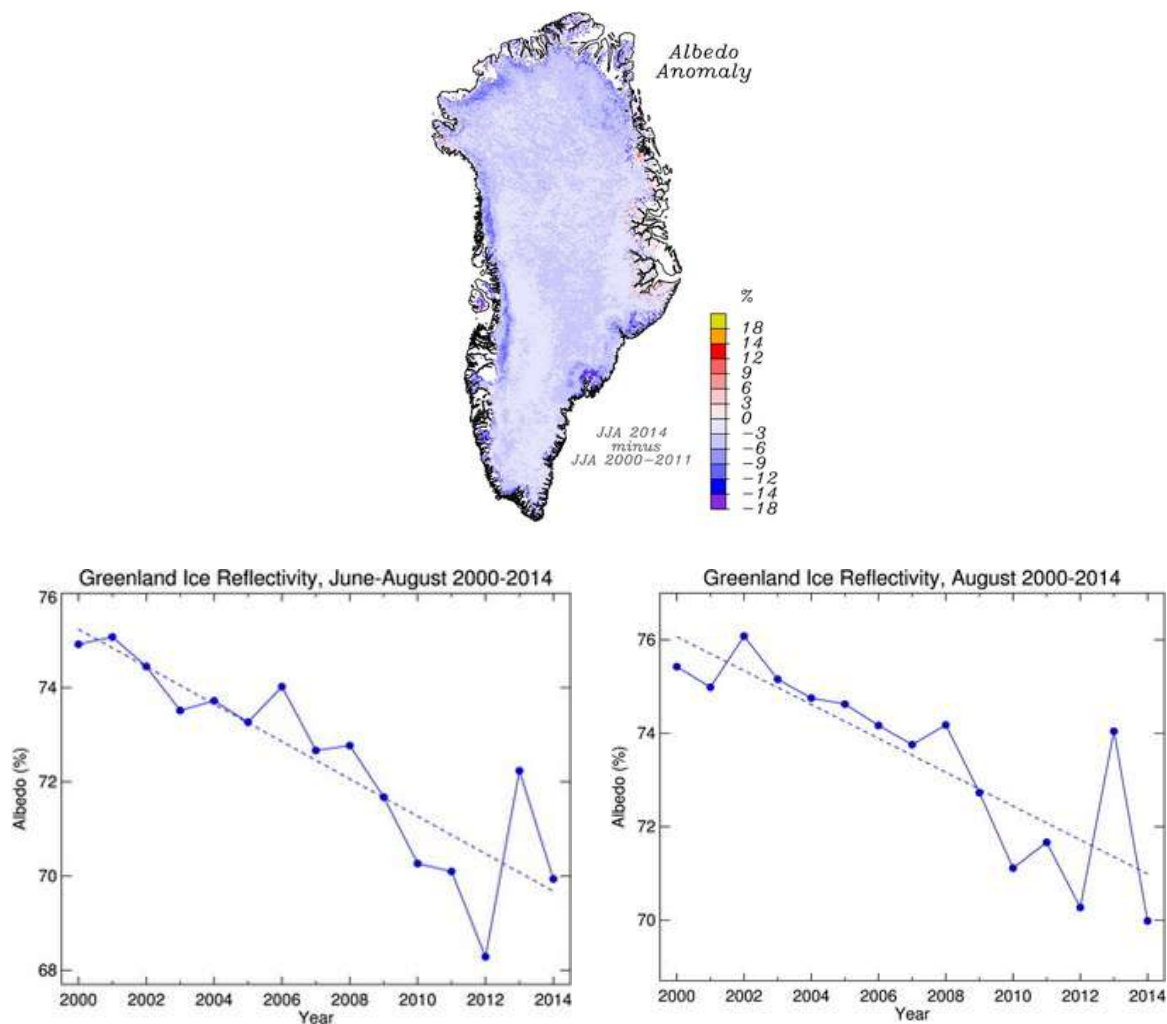 Albedo
Anomaly
%
18
14
12
9
6
3
0
-3
-6
-9
-12
-14
-18
JJA 2014
minus
JJA 2000-2011
Greenland Ice Reflectivity, June-August 2000-2014
76
74
72
70
68
Albedo (%)
2000 2002 2004 2006 2008 2010 2012 2014
Year
Greenland Ice Reflectivity, August 2000-2014
76
74
72
70
Albedo (%)
2000 2002 2004 2006 2008 2010 2012 2014
Year